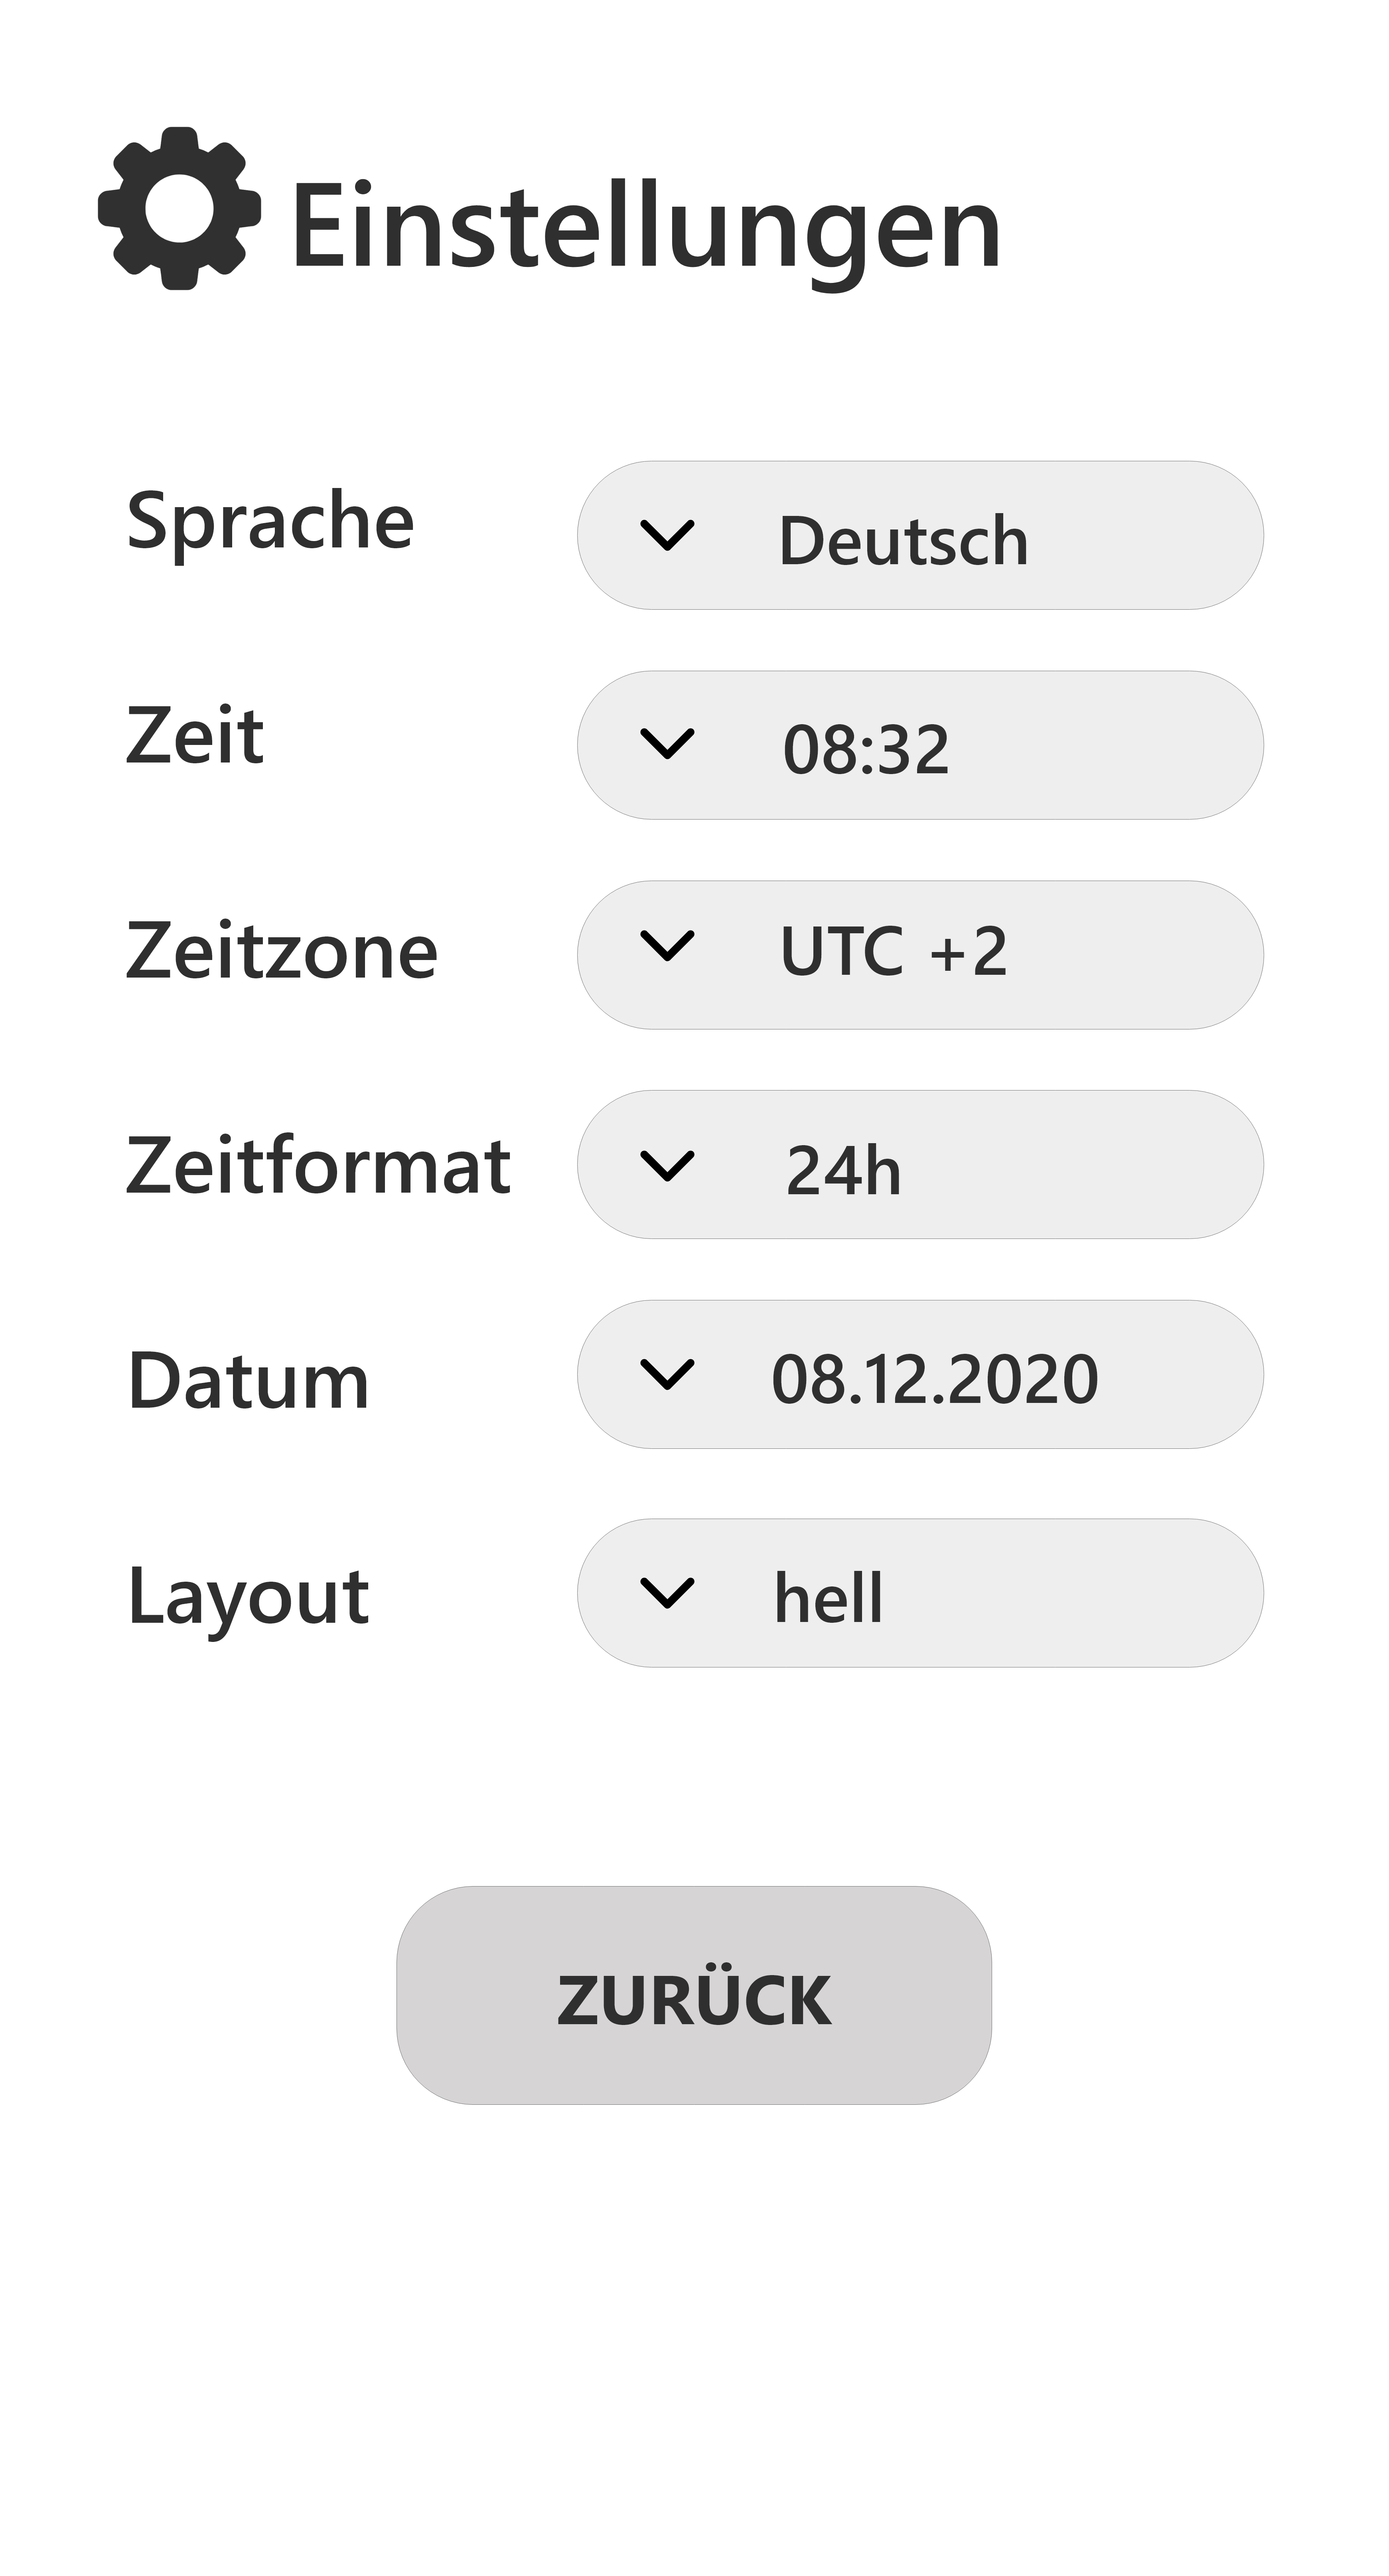 Einstellungen
Sprache Deutsch
Zeit 08:32
Zeitzone UTC +2
Zeitformat 24h
Datum 08.12.2020
Layout hell
ZURÜCK